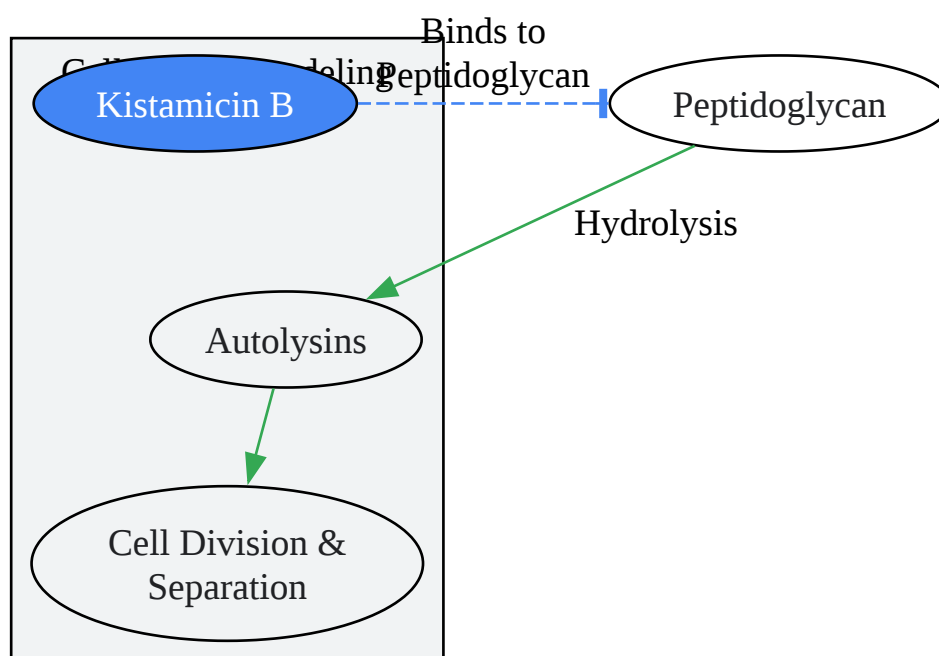 Binds to
Peptidoglycan
Kistamicin B
Peptidoglycan
Hydrolysis
Autolysins
Cell Division &
Separation